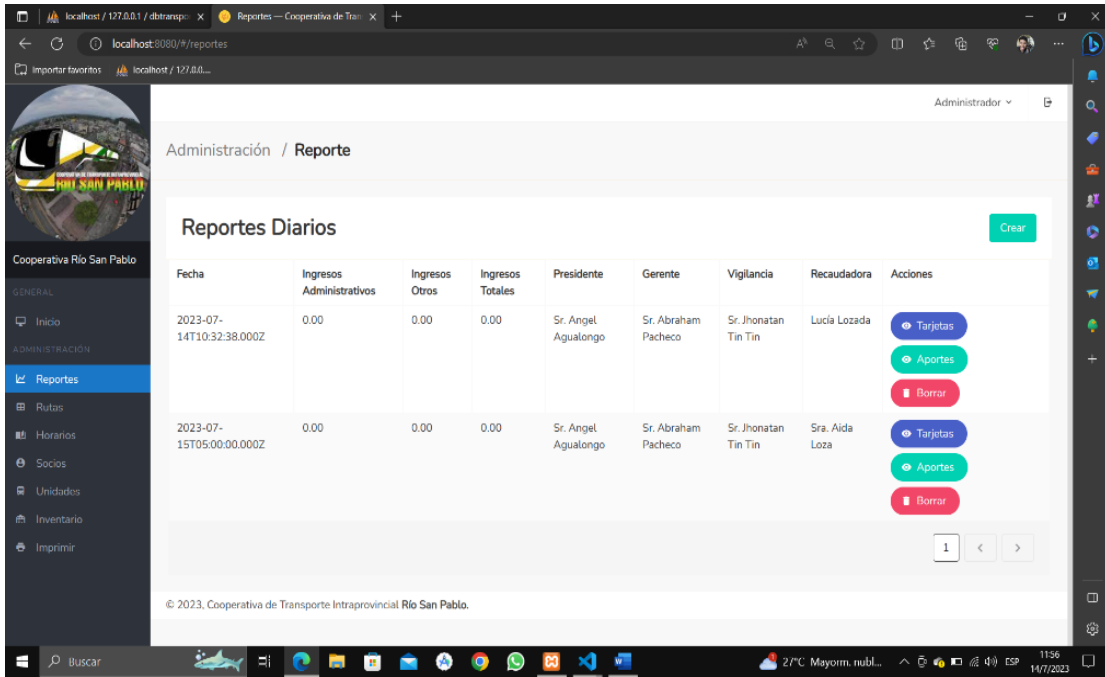 localhost / 127.0.0.1 / dbtranspo
Reportes — Cooperativa de Tran
localhost:8080/#/reportes
Importar favoritos
localhost / 127.0.0....
Administrador
RIO SAN PABLO
Administración / Reporte
Cooperativa Río San Pablo
GENERAL
Inicio
ADMINISTRACIÓN
Reportes
Rutas
Horarios
Socios
Unidades
Inventario
Imprimir
Reportes Diarios
Crear
Fecha Ingresos Administrativos Ingresos Otros Ingresos Totales Presidente Gerente Vigilancia Recaudadora Acciones
2023-07-14T10:32:38.000Z 0.00 0.00 0.00 Sr. Angel Agualongo Sr. Abraham Pacheco Sr. Jhonatan Tin Tin Lucía Lozada
Tarjetas
Aportes
Borrar
2023-07-15T05:00:00.000Z 0.00 0.00 0.00 Sr. Angel Agualongo Sr. Abraham Pacheco Sr. Jhonatan Tin Tin Sra. Aida Loza
Tarjetas
Aportes
Borrar
1
© 2023, Cooperativa de Transporte Intraprovincial Río San Pablo.
Buscar
27°C Mayorm. nubl...
ESP
11:56
14/7/2023